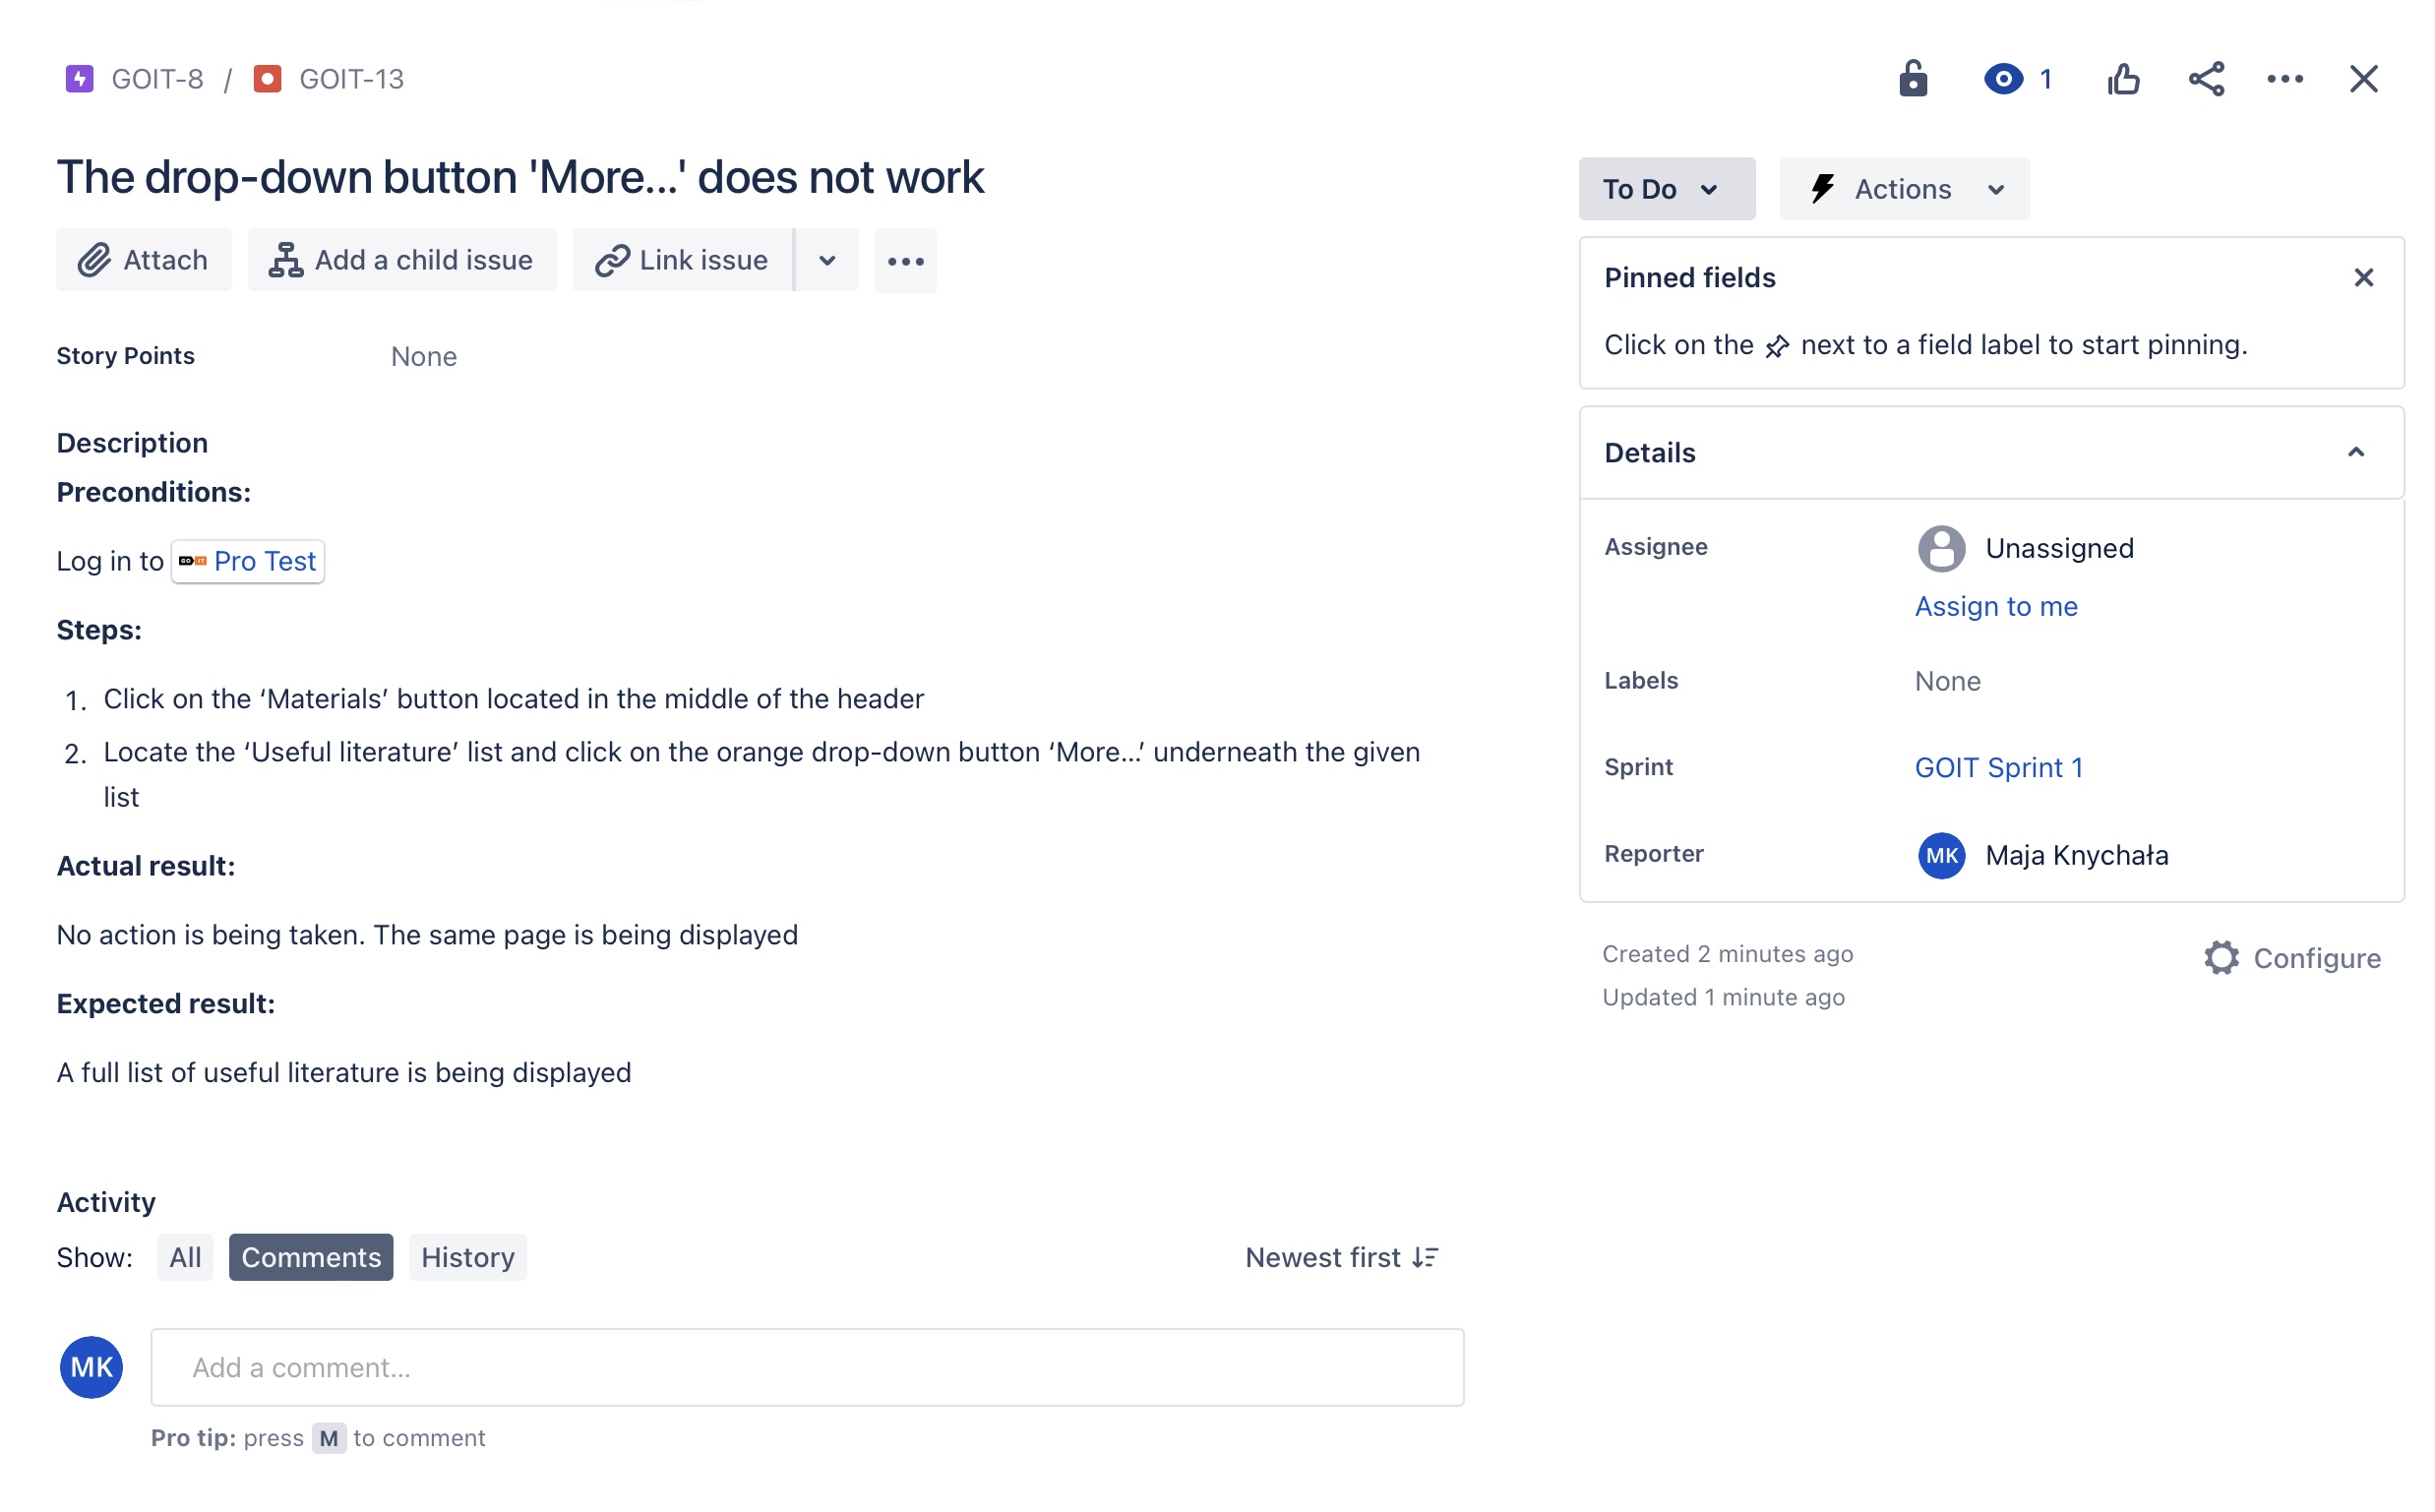 GOIT-8 / GOIT-13
1
The drop-down button 'More...' does not work
To Do
Actions
Attach
Add a child issue
Link issue
Pinned fields
Click on the next to a field label to start pinning.
Story Points
None
Description
Preconditions:
Log in to GO IT Pro Test
Steps:
1. Click on the ‘Materials’ button located in the middle of the header
2. Locate the ‘Useful literature’ list and click on the orange drop-down button ‘More...’ underneath the given
list
Actual result:
No action is being taken. The same page is being displayed
Expected result:
A full list of useful literature is being displayed
Details
Assignee
Unassigned
Assign to me
Labels
None
Sprint
GOIT Sprint 1
Reporter
MK Maja Knychała
Created 2 minutes ago
Updated 1 minute ago
Configure
Activity
Show: All Comments History
Newest first
MK
Add a comment...
Pro tip: press M to comment